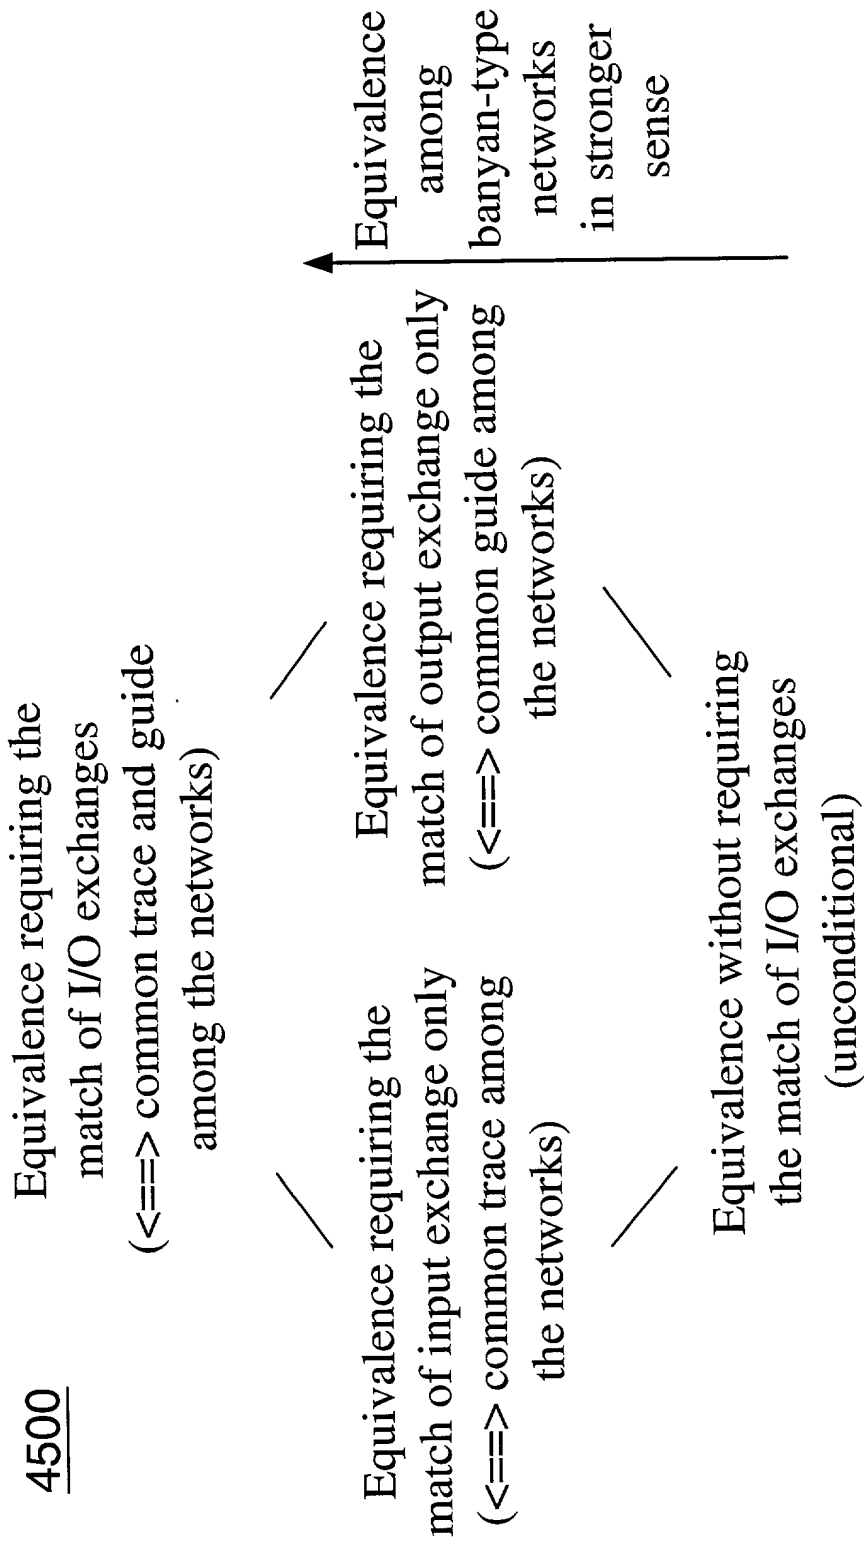 4500
Equivalence requiring the
match of I/O exchanges
(<==> common trace and guide
among the networks)
Equivalence requiring the
match of input exchange only
(<==> common trace among
the networks)
Equivalence requiring the
match of output exchange only
(<==> common guide among
the networks)
Equivalence
among
banyan-type
networks
in stronger
sense
Equivalence without requiring
the match of I/O exchanges
(unconditional)